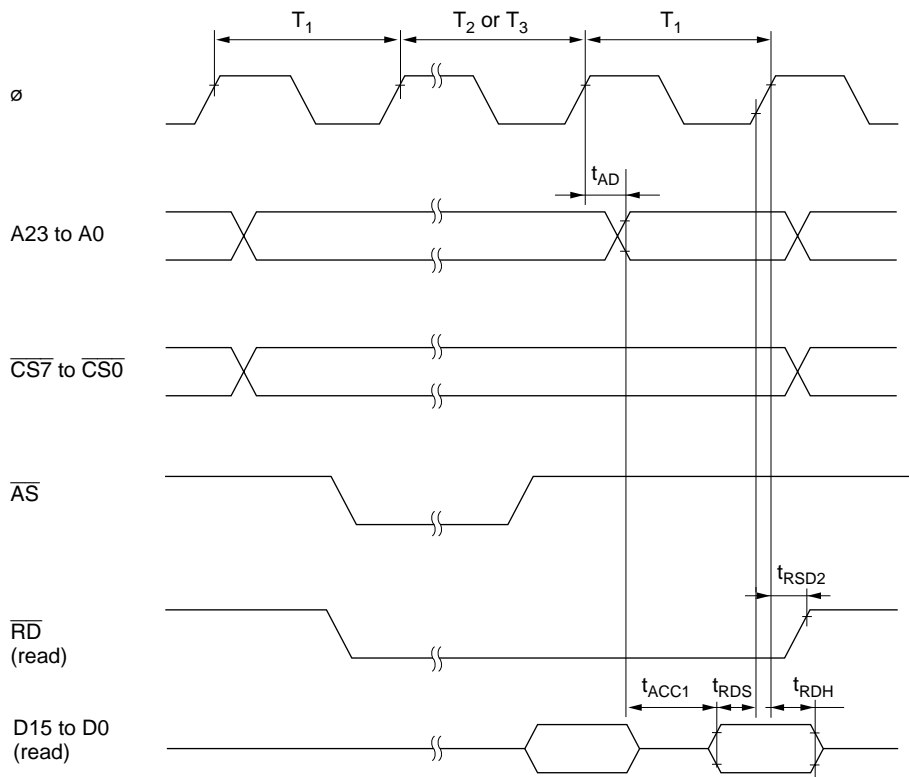 T1 T2 or T3 T1
ø
tAD
A23 to A0
CS7 to CS0
AS
tRSD2
RD
(read)
tACC1 tRDS tRDH
D15 to D0
(read)